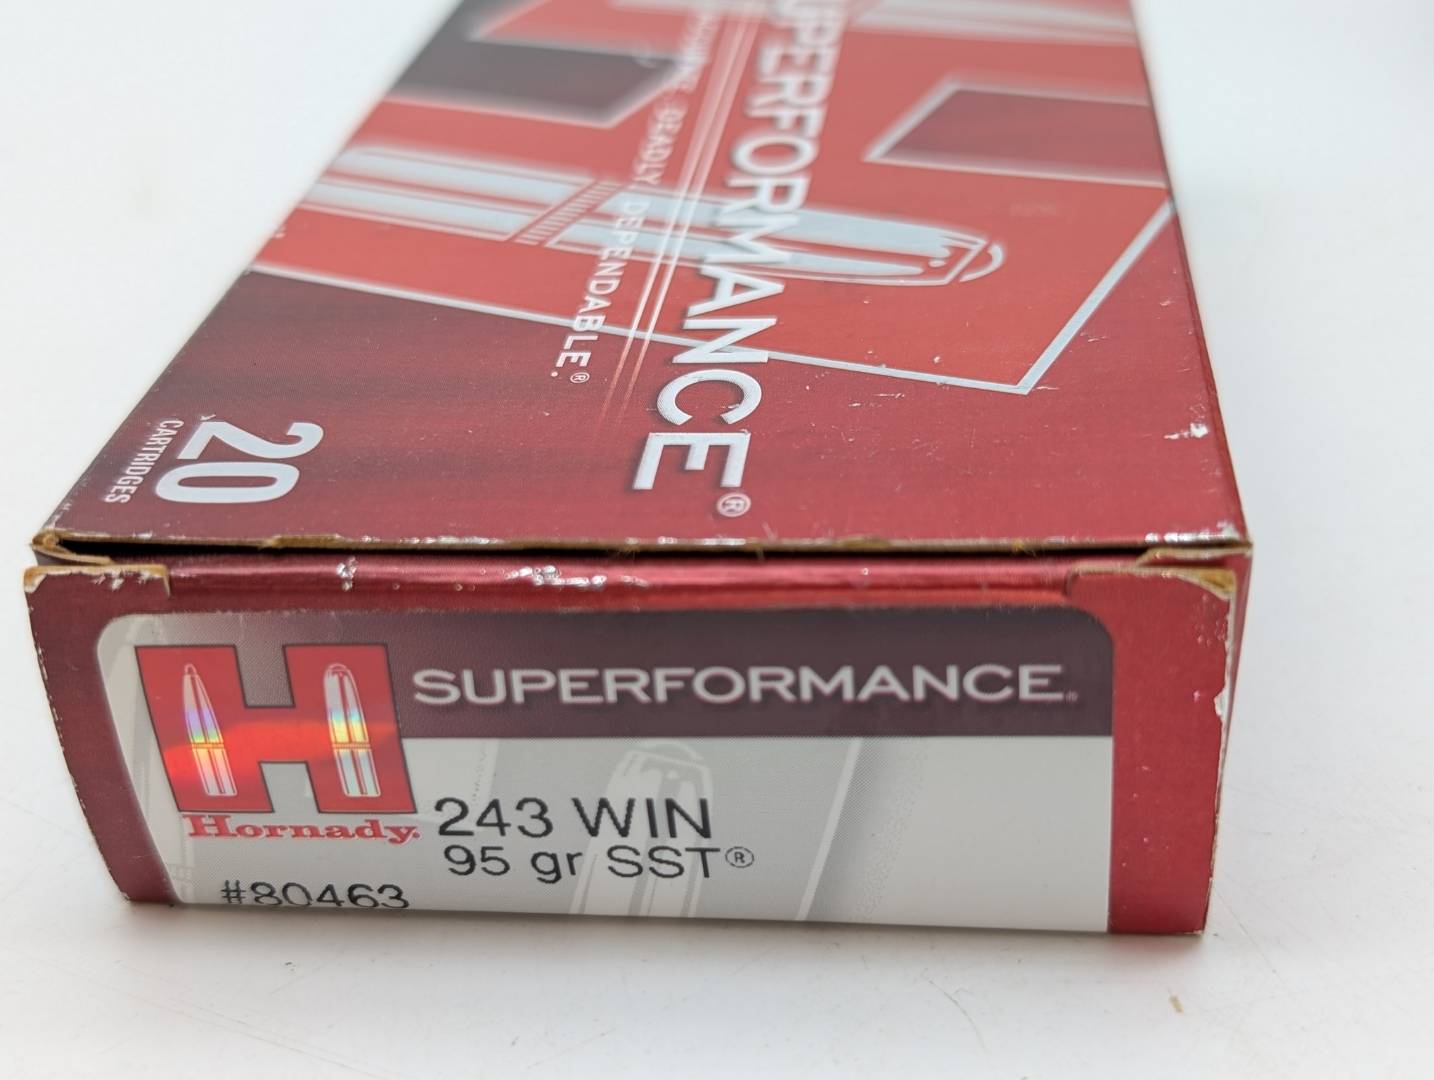 SUPERFORMANCE®
DEADLY. DEPENDABLE.®
20
CARTRIDGES
SUPERFORMANCE
Hornady
243 WIN
95 gr SST®
#80463